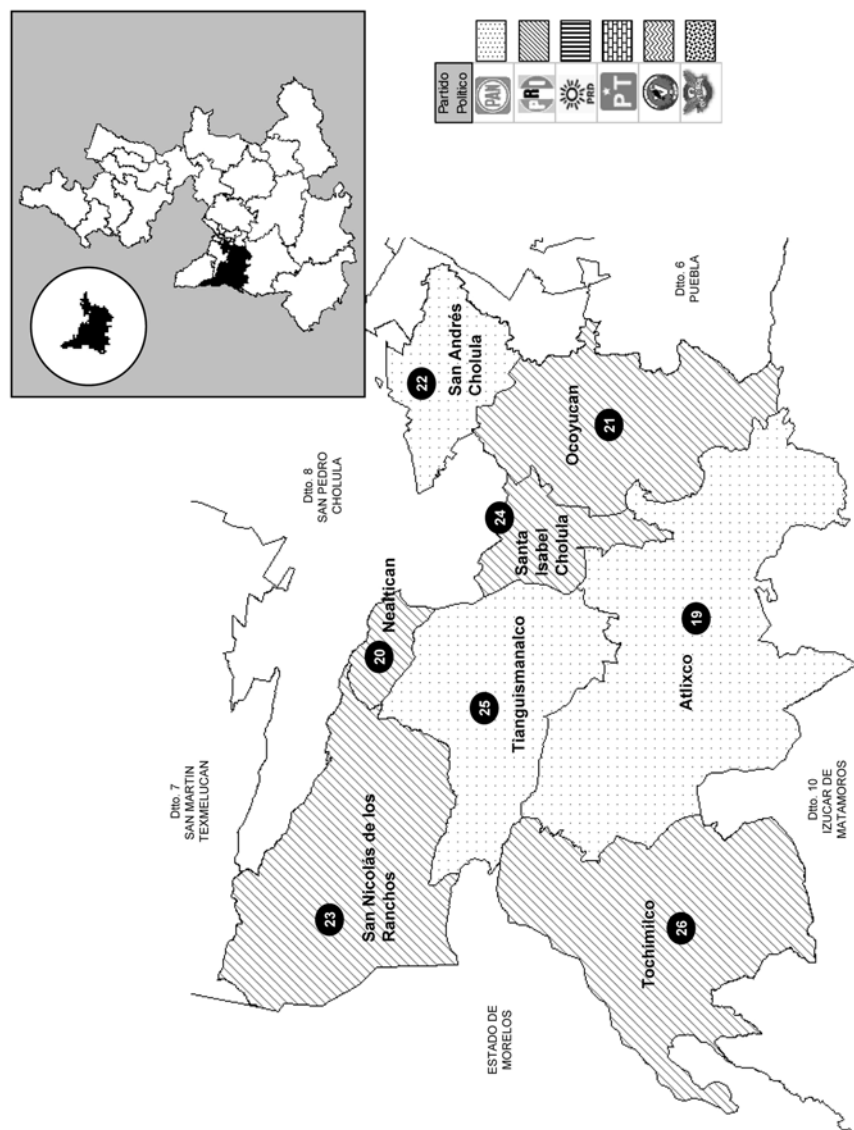 Partido
Político
PAN
PRI
PRD
PT
Dtto. 7
SAN MARTIN
TEXMELUCAN
Dtto. 8
SAN PEDRO
CHOLULA
23
San Nicolás de los
Ranchos
20
Nealtican
22
San Andrés
Cholula
25
Tianguismanalco
24
Santa
Isabel
Cholula
21
Ocoyucan
Dtto. 6
PUEBLA
ESTADO DE
MORELOS
26
Tochimilco
19
Atlixco
Dtto. 10
IZUCAR DE
MATAMOROS